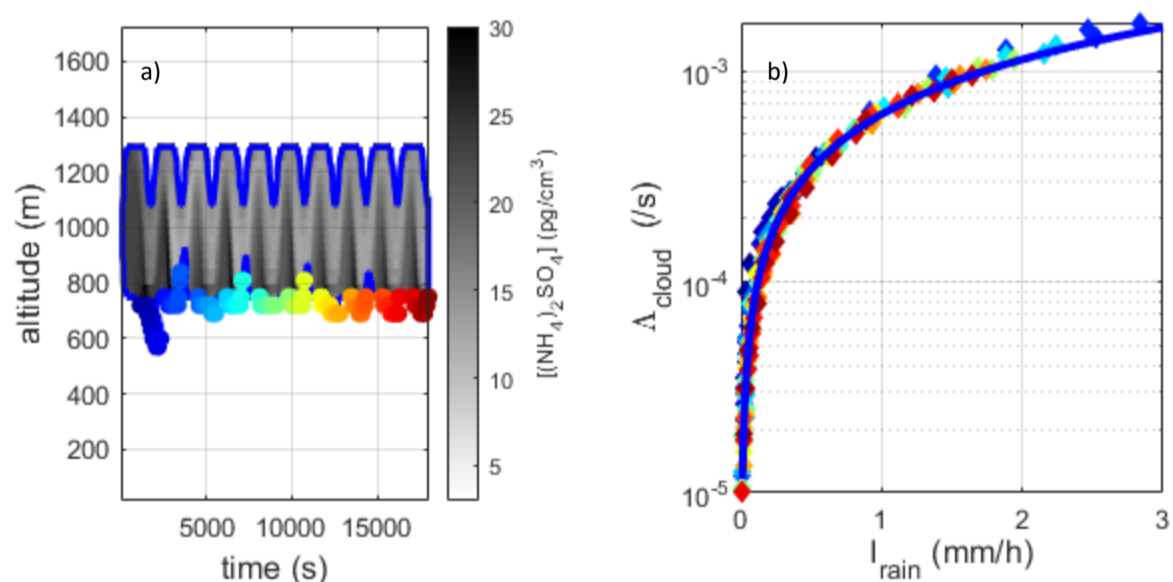 a)
1600
1400
1200
1000
800
600
400
200
altitude (m)
5000 10000 15000
time (s)
30
25
20
15
10
5
[(NH₄)₂SO₄] (pg/cm³)
b)
10⁻³
10⁻⁴
10⁻⁵
Λcloud (/s)
0 1 2 3
Irain (mm/h)